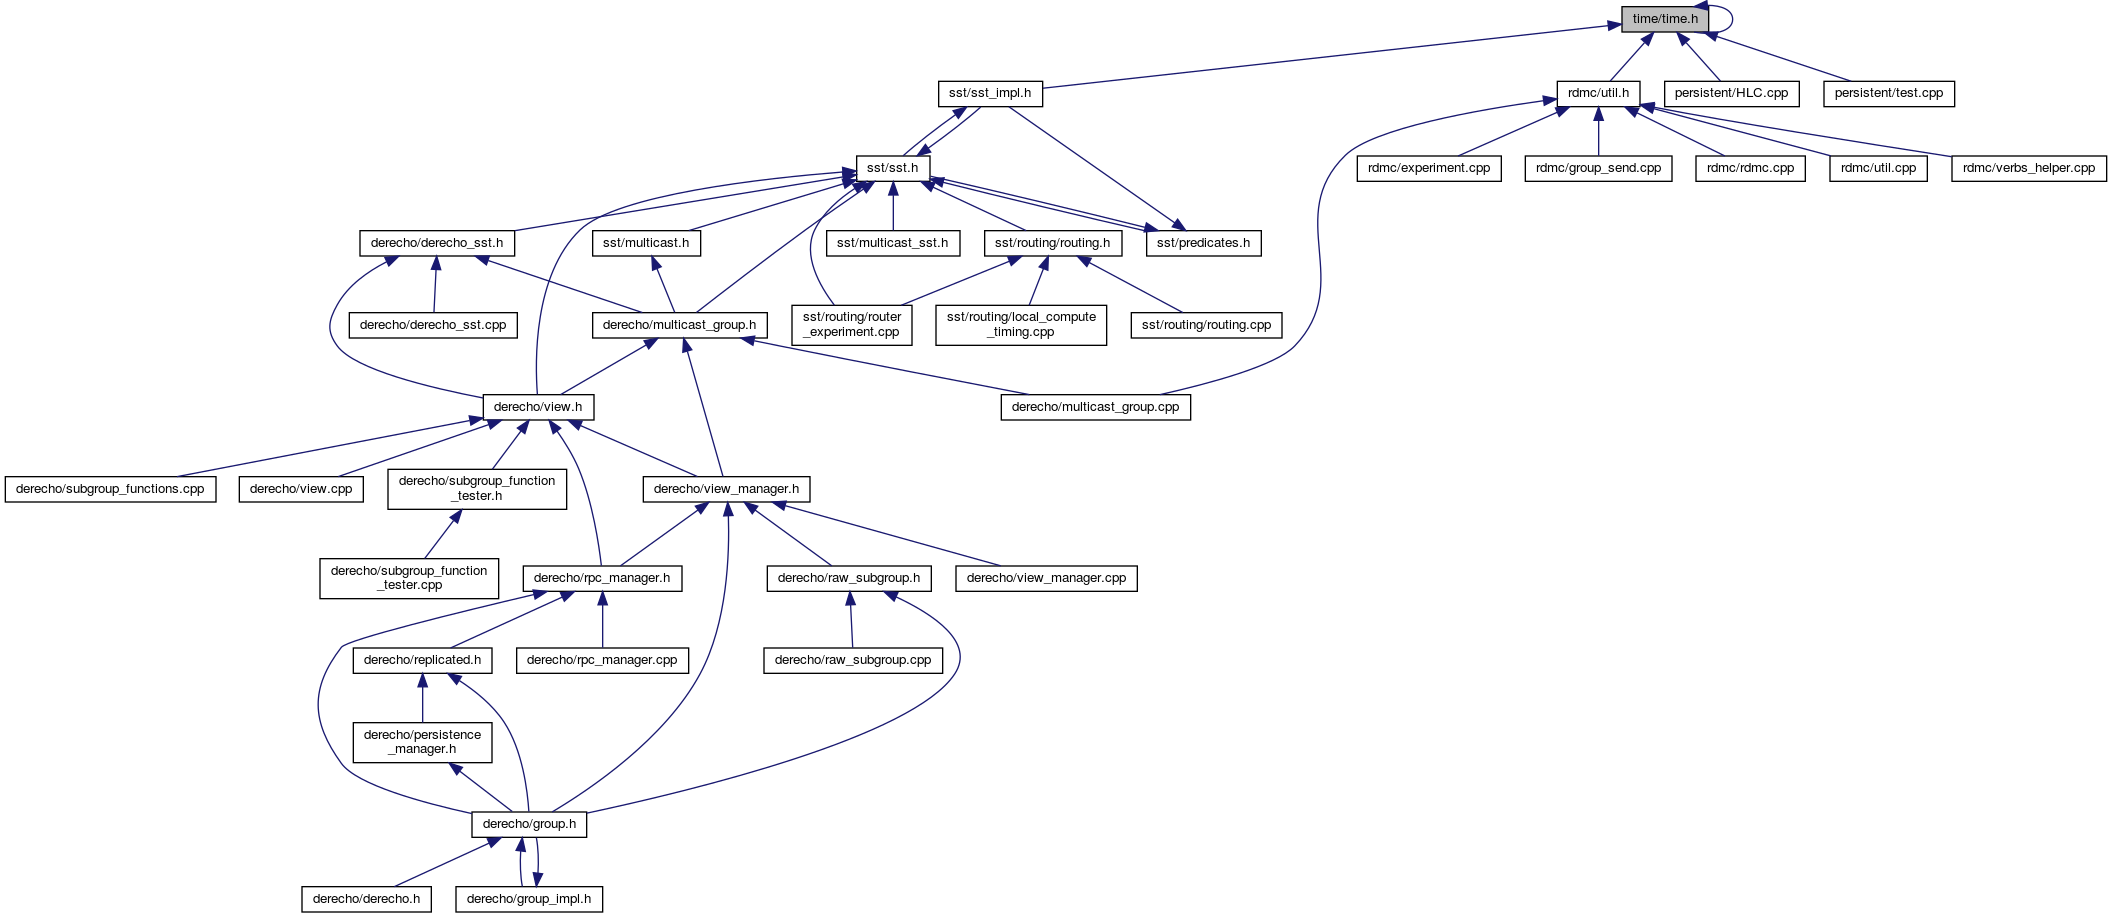 time/time.h
sst/sst_impl.h
rdmc/util.h
persistent/HLC.cpp
persistent/test.cpp
sst/sst.h
rdmc/experiment.cpp
rdmc/group_send.cpp
rdmc/rdmc.cpp
rdmc/util.cpp
rdmc/verbs_helper.cpp
derecho/derecho_sst.h
sst/multicast.h
sst/multicast_sst.h
sst/routing/routing.h
sst/predicates.h
derecho/derecho_sst.cpp
derecho/multicast_group.h
sst/routing/router
_experiment.cpp
sst/routing/local_compute
_timing.cpp
sst/routing/routing.cpp
derecho/view.h
derecho/multicast_group.cpp
derecho/subgroup_functions.cpp
derecho/view.cpp
derecho/subgroup_function
_tester.h
derecho/view_manager.h
derecho/subgroup_function
_tester.cpp
derecho/rpc_manager.h
derecho/raw_subgroup.h
derecho/view_manager.cpp
derecho/replicated.h
derecho/rpc_manager.cpp
derecho/raw_subgroup.cpp
derecho/persistence
_manager.h
derecho/group.h
derecho/derecho.h
derecho/group_impl.h